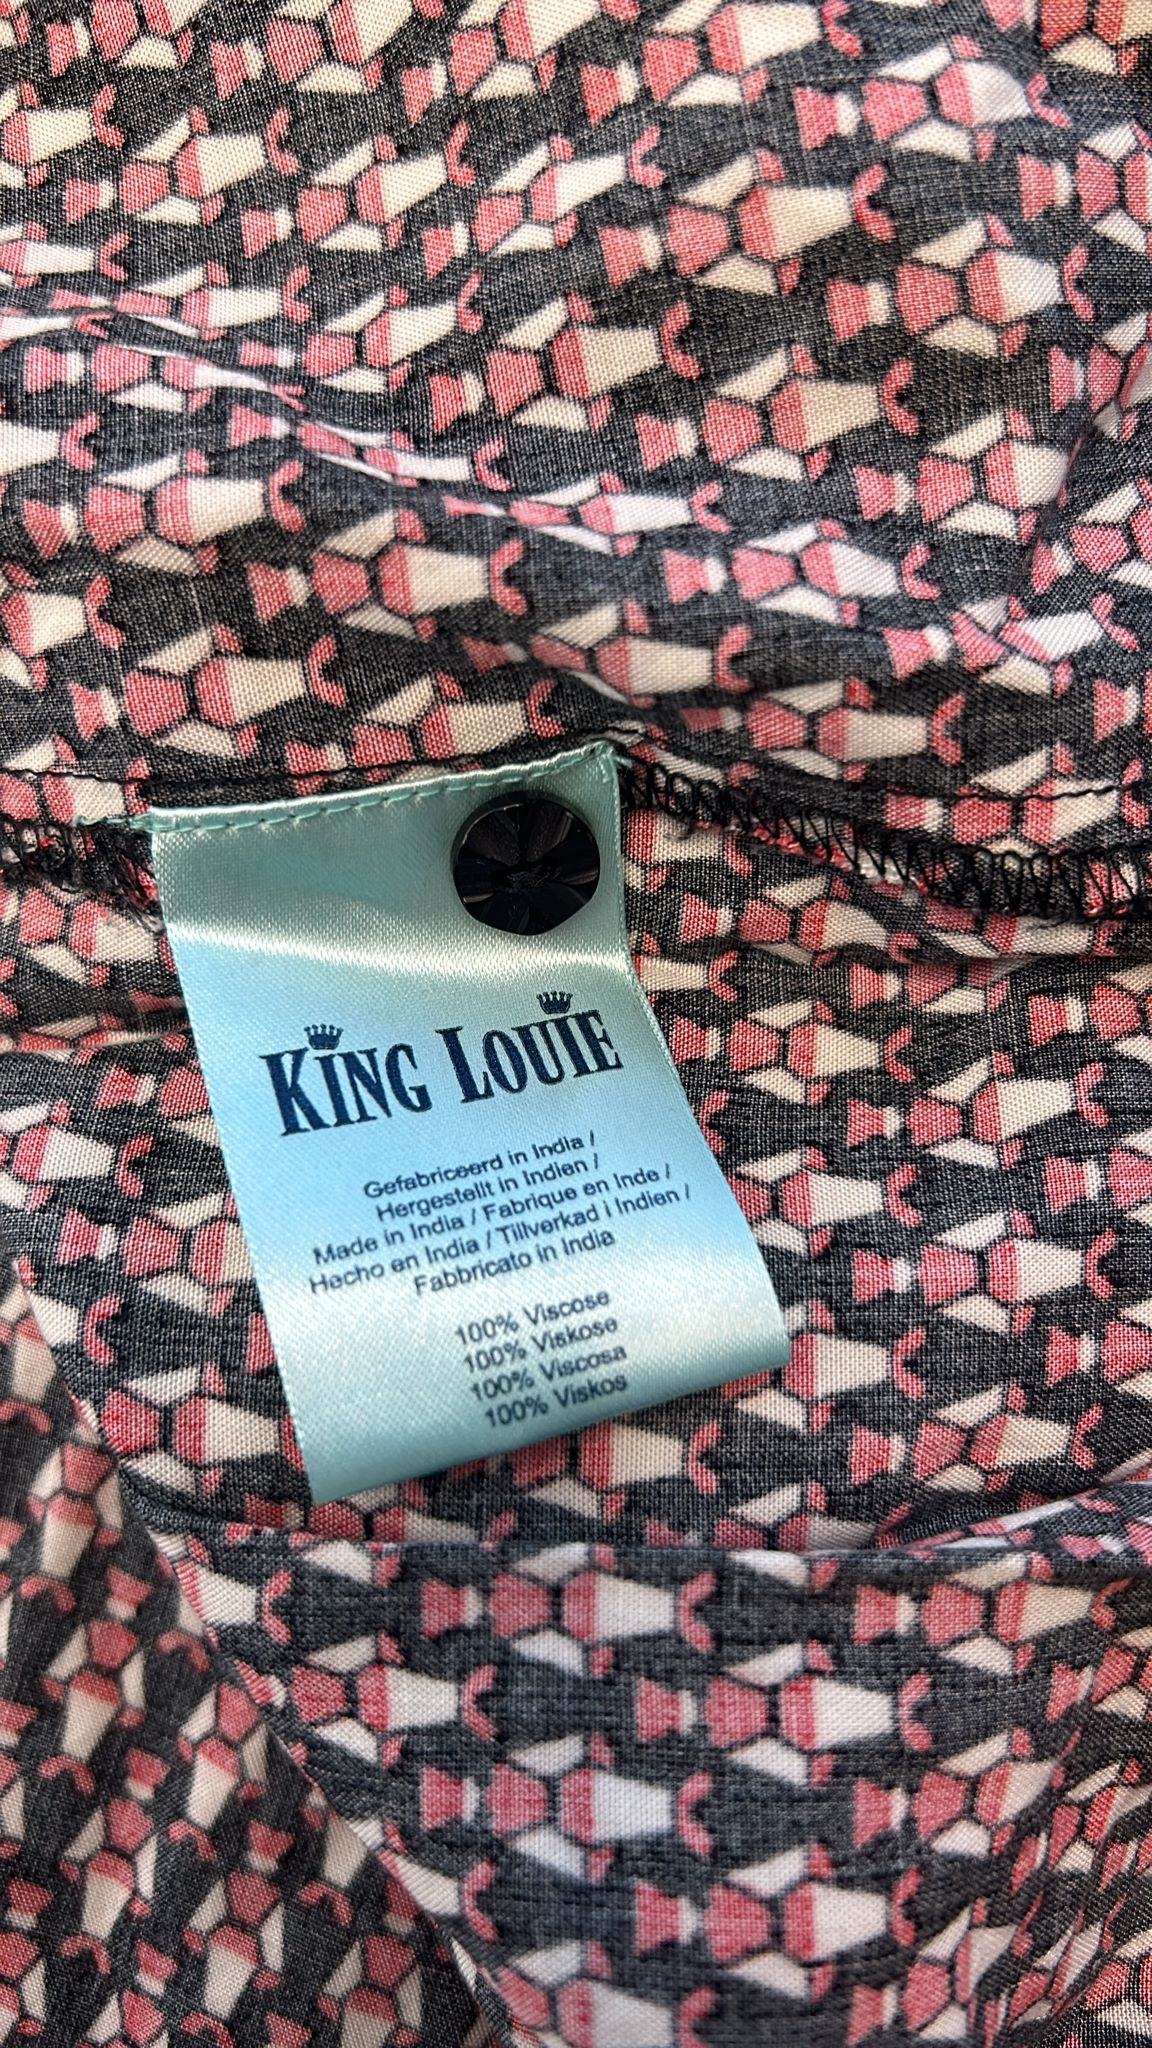 KING LOUIE
Gefabriceerd in India /
Hergestellt in Indien /
Made in India / Fabrique en Inde /
Hecho en India / Tillverkad i Indien /
Fabbricato in India
100% Viscose
100% Viskose
100% Viscosa
100% Viskos